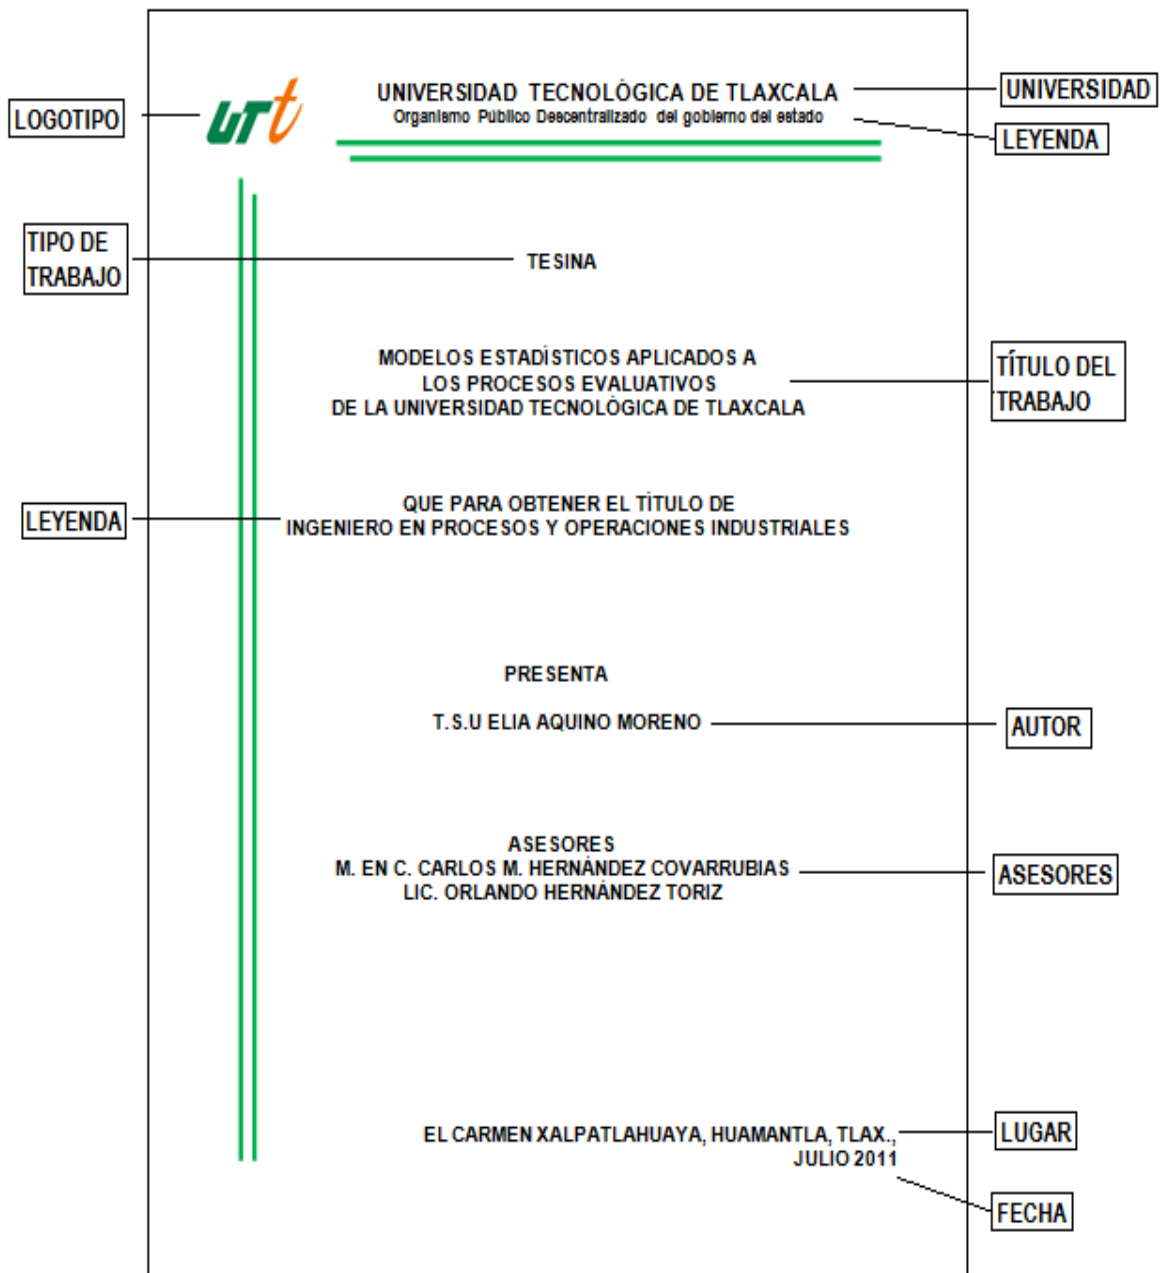 LOGOTIPO
UTt
UNIVERSIDAD TECNOLÓGICA DE TLAXCALA
Organismo Público Descentralizado del gobierno del estado
UNIVERSIDAD
LEYENDA
TIPO DE
TRABAJO
TESINA
MODELOS ESTADÍSTICOS APLICADOS A
LOS PROCESOS EVALUATIVOS
DE LA UNIVERSIDAD TECNOLÓGICA DE TLAXCALA
TÍTULO DEL
TRABAJO
LEYENDA
QUE PARA OBTENER EL TÍTULO DE
INGENIERO EN PROCESOS Y OPERACIONES INDUSTRIALES
PRESENTA
T.S.U ELIA AQUINO MORENO
AUTOR
ASESORES
M. EN C. CARLOS M. HERNÁNDEZ COVARRUBIAS
LIC. ORLANDO HERNÁNDEZ TORIZ
ASESORES
EL CARMEN XALPATLAHUAYA, HUAMANTLA, TLAX.,
JULIO 2011
LUGAR
FECHA